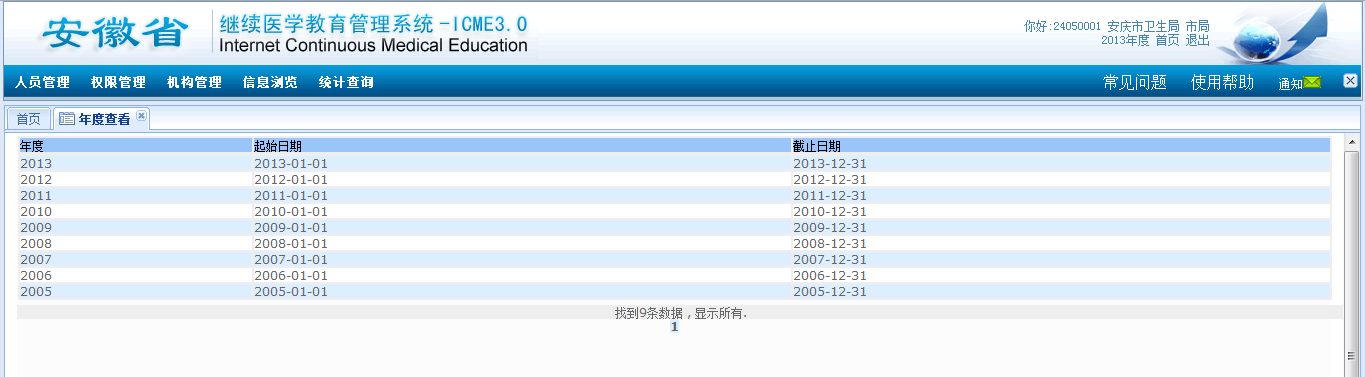 安徽省 继续医学教育管理系统-ICME3.0
Internet Continuous Medical Education
你好:24050001 安庆市卫生局 市局
2013年度 首页 退出
人员管理 权限管理 机构管理 信息浏览 统计查询 常见问题 使用帮助 通知
首页 年度查看
年度 起始日期 截止日期
2013 2013-01-01 2013-12-31
2012 2012-01-01 2012-12-31
2011 2011-01-01 2011-12-31
2010 2010-01-01 2010-12-31
2009 2009-01-01 2009-12-31
2008 2008-01-01 2008-12-31
2007 2007-01-01 2007-12-31
2006 2006-01-01 2006-12-31
2005 2005-01-01 2005-12-31
找到9条数据,显示所有.
1